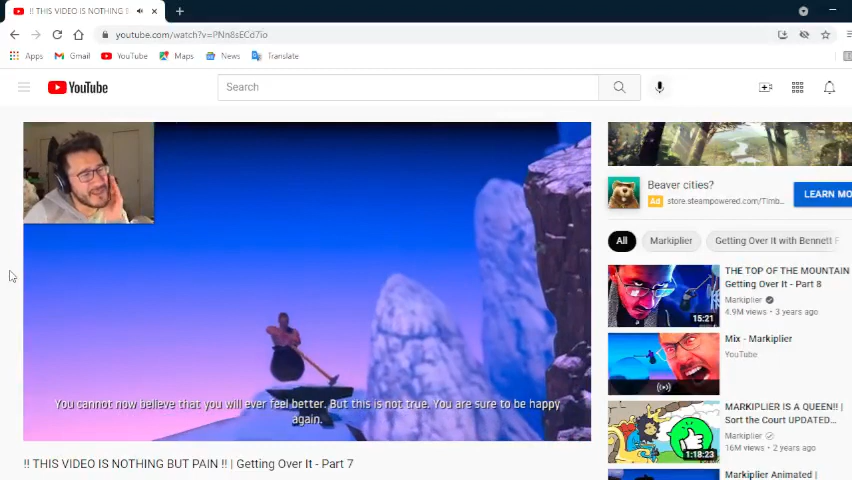 !! THIS VIDEO IS NOTHING !
youtube.com/watch?v=PNn8sECd7io
Apps Gmail YouTube Maps News Translate
YouTube
Search
Beaver cities?
Ad store.steampowered.com/Timb...
LEARN MO
All Markiplier Getting Over It with Bennett F
You cannot now believe that you will ever feel better. But this is not true. You are sure to be happy
again.
THE TOP OF THE MOUNTAIN
Getting Over It - Part 8
Markiplier
4.9M views • 3 years ago
15:21
Mix - Markiplier
YouTube
MARKIPLIER IS A QUEEN!! |
Sort the Court UPDATED...
Markiplier
16M views • 2 years ago
1:18:23
Markiplier Animated |
!! THIS VIDEO IS NOTHING BUT PAIN !! | Getting Over It - Part 7